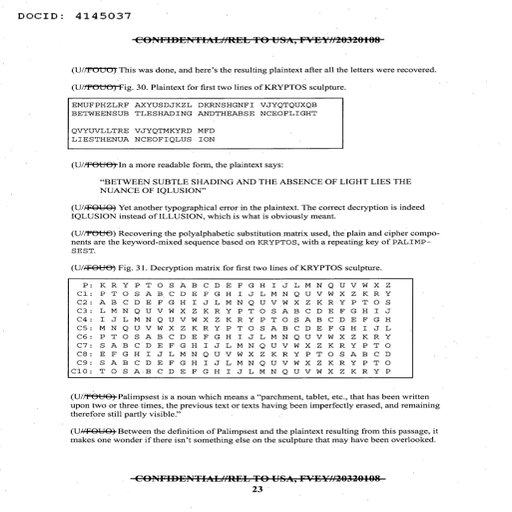 DOCID: 4145037
CONFIDENTIAL//REL TO USA, FVEY//20320108
(U//FOUO) This was done, and here's the resulting plaintext after all the letters were recovered.
(U//FOUO) Fig. 30. Plaintext for first two lines of KRYPTOS sculpture.
EMUFPHZLRF AXYUSDJKZL DKRNSHGNFI VJYQTQUXQB
BETWEENSUB TLESHADING ANDTHEABSE NCEOFLIGHT
QVYUVLLTRE VJYQTMKYRD MFD
LIESTHENUA NCEOFIQLUS ION
(U//FOUO) In a more readable form, the plaintext says:
"BETWEEN SUBTLE SHADING AND THE ABSENCE OF LIGHT LIES THE
NUANCE OF IQLUSION"
(U//FOUO) Yet another typographical error in the plaintext. The correct decryption is indeed
IQLUSION instead of ILLUSION, which is what is obviously meant.
(U//FOUO) Recovering the polyalphabetic substitution matrix used, the plain and cipher compo-
nents are the keyword-mixed sequence based on KRYPTOS, with a repeating key of PALIMP-
SEST.
(U//FOUO) Fig. 31. Decryption matrix for first two lines of KRYPTOS sculpture.
P: K R Y P T O S A B C D E F G H I J L M N Q U V W X Z
C1: P T O S A B C D E F G H I J L M N Q U V W X Z K R Y
C2: A B C D E F G H I J L M N Q U V W X Z K R Y P T O S
C3: L M N Q U V W X Z K R Y P T O S A B C D E F G H I J
C4: I J L M N Q U V W X Z K R Y P T O S A B C D E F G H
C5: M N Q U V W X Z K R Y P T O S A B C D E F G H I J L
C6: P T O S A B C D E F G H I J L M N Q U V W X Z K R Y
C7: S A B C D E F G H I J L M N Q U V W X Z K R Y P T O
C8: E F G H I J L M N Q U V W X Z K R Y P T O S A B C D
C9: S A B C D E F G H I J L M N Q U V W X Z K R Y P T O
C10: T O S A B C D E F G H I J L M N Q U V W X Z K R Y P
(U//FOUO) Palimpsest is a noun which means a "parchment, tablet, etc., that has been written
upon two or three times, the previous text or texts having been imperfectly erased, and remaining
therefore still partly visible."
(U//FOUO) Between the definition of Palimpsest and the plaintext resulting from this passage, it
makes one wonder if there isn't something else on the sculpture that may have been overlooked.
CONFIDENTIAL//REL TO USA, FVEY//20320108
23